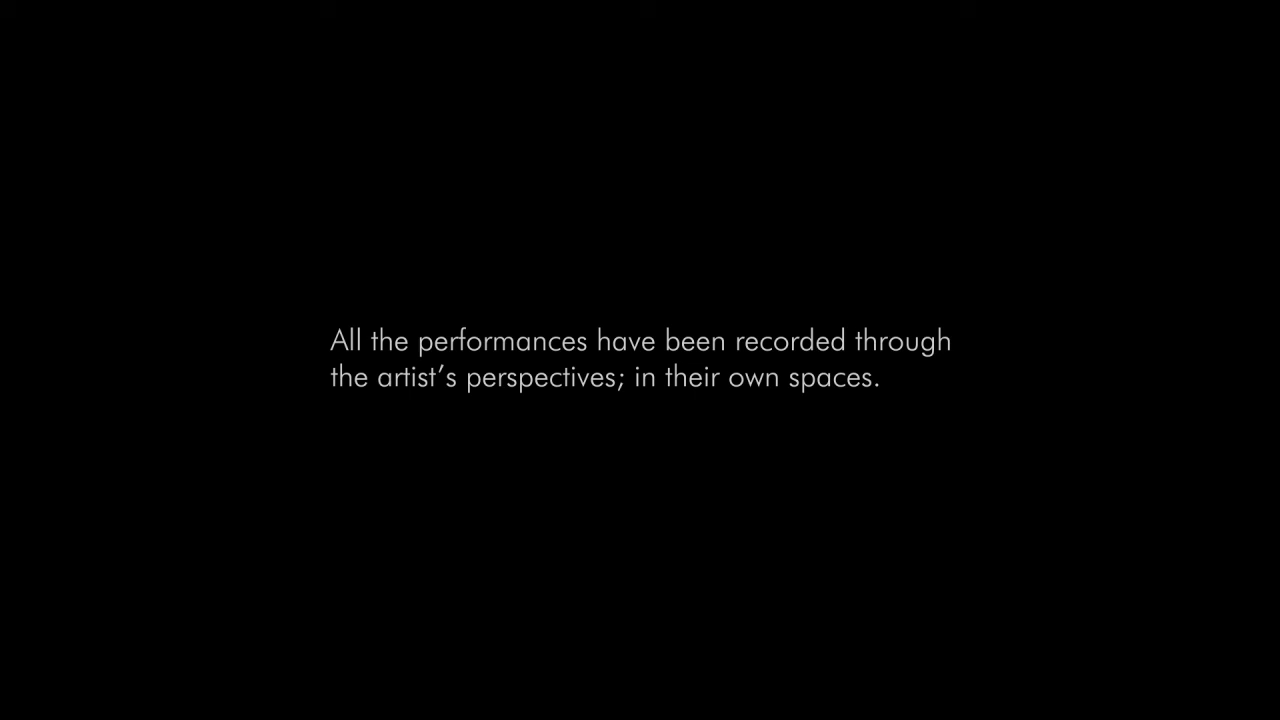 All the performances have been recorded through
the artist’s perspectives; in their own spaces.